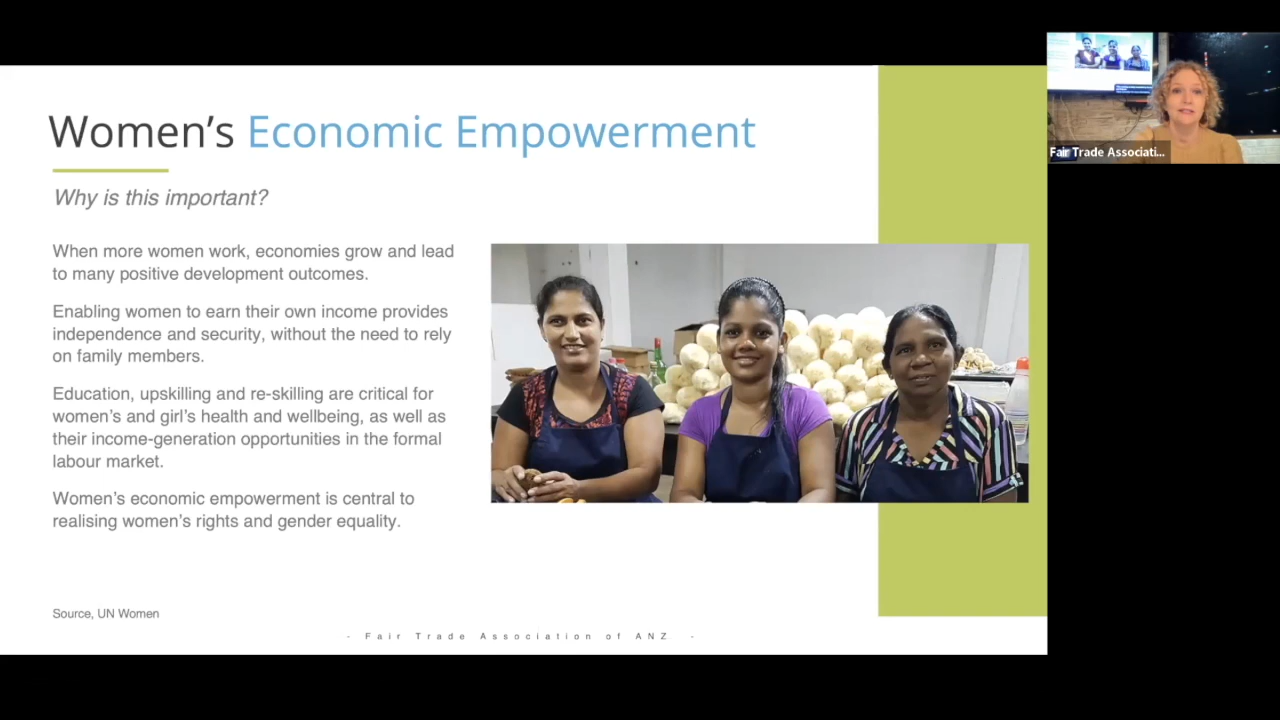 Women's Economic Empowerment
Why is this important?
When more women work, economies grow and lead
to many positive development outcomes.
Enabling women to earn their own income provides
independence and security, without the need to rely
on family members.
Education, upskilling and re-skilling are critical for
women's and girl's health and wellbeing, as well as
their income-generation opportunities in the formal
labour market.
Women's economic empowerment is central to
realising women's rights and gender equality.
Source, UN Women
- Fair Trade Association of ANZ -
Fair Trade Associati...